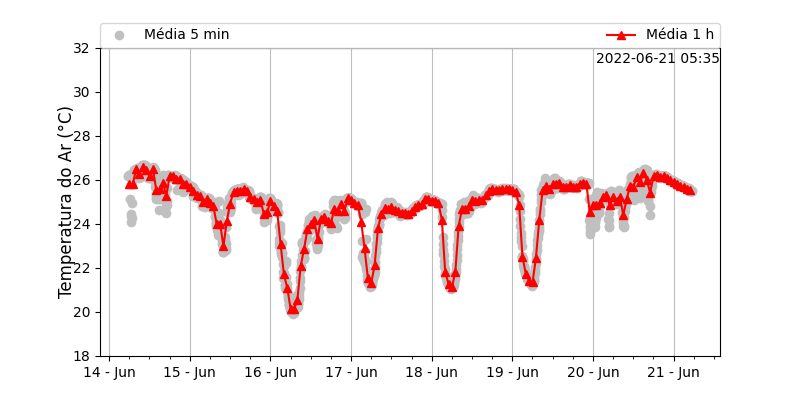 Média 5 min
Média 1 h
2022-06-21 05:35
Temperatura do Ar (°C)
32
30
28
26
24
22
20
18
14 - Jun
15 - Jun
16 - Jun
17 - Jun
18 - Jun
19 - Jun
20 - Jun
21 - Jun